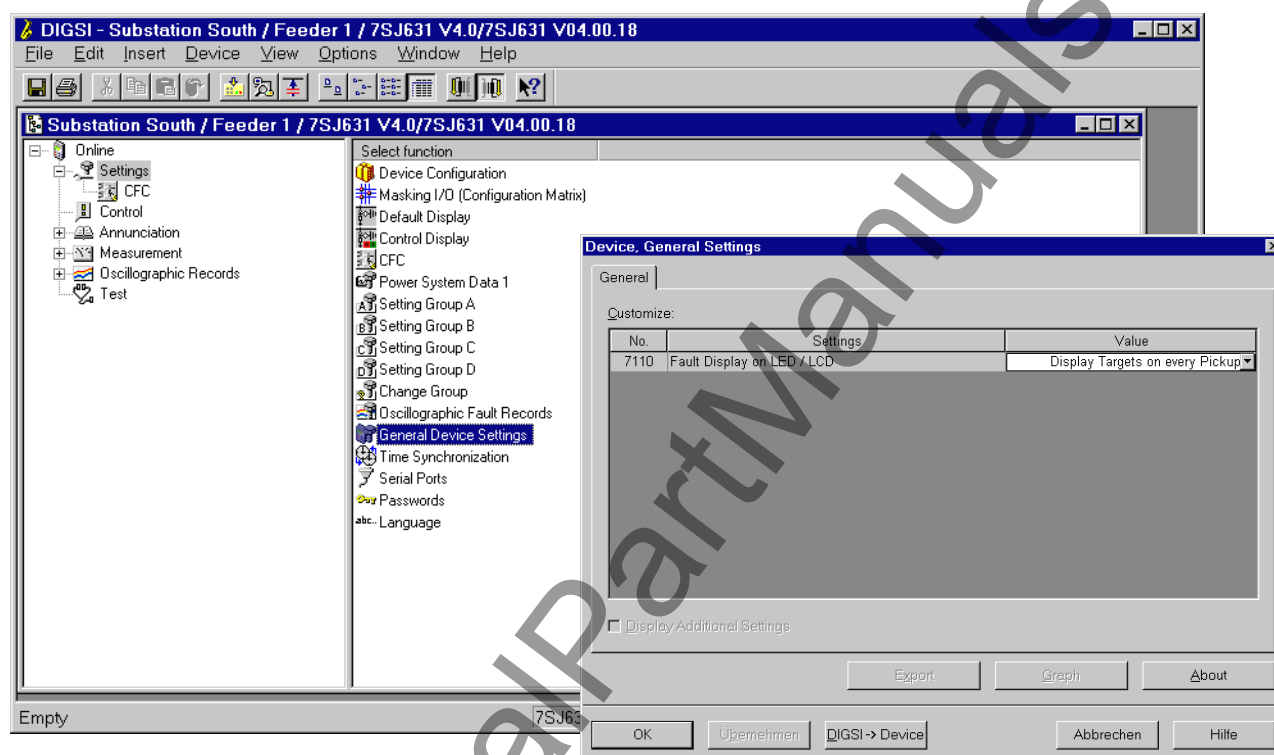 DIGSI - Substation South / Feeder 1 / 7SJ631 V4.0/7SJ631 V04.00.18
File Edit Insert Device View Options Window Help
Substation South / Feeder 1 / 7SJ631 V4.0/7SJ631 V04.00.18
Online
Settings
CFC
Control
Annunciation
Measurement
Oscillographic Records
Test
Select function
Device Configuration
Masking I/O (Configuration Matrix)
Default Display
Control Display
CFC
Power System Data 1
Setting Group A
Setting Group B
Setting Group C
Setting Group D
Change Group
Oscillographic Fault Records
General Device Settings
Time Synchronization
Serial Ports
Passwords
abc.. Language
Empty
7SJ63
Device, General Settings
General
Customize:
No. Settings Value
7110 Fault Display on LED / LCD Display Targets on every Pickup
Display Additional Settings
Export Graph About
OK Übernehmen DIGSI -> Device Abbrechen Hilfe
alPartManuals